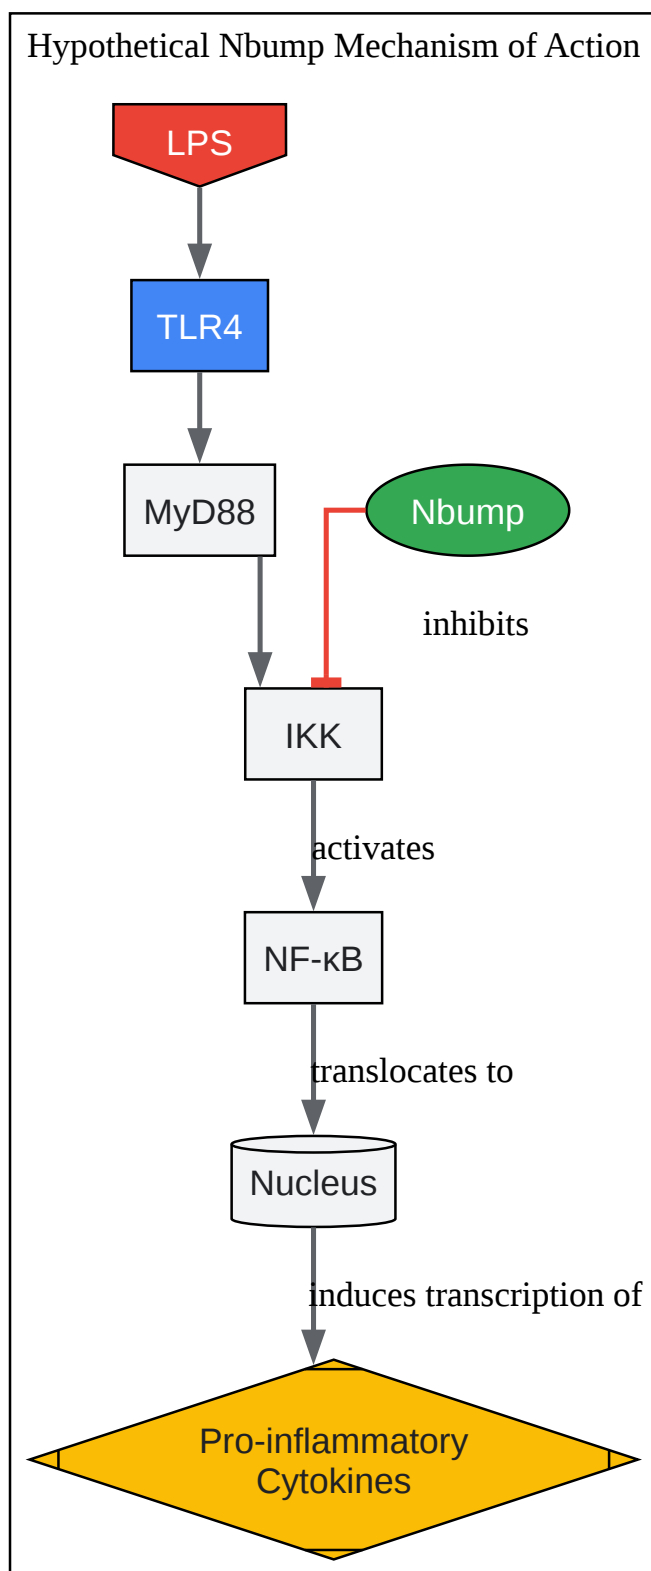 Hypothetical Nbump Mechanism of Action
LPS
TLR4
MyD88
Nbump
inhibits
IKK
activates
NF-κB
translocates to
Nucleus
induces transcription of
Pro-inflammatory
Cytokines